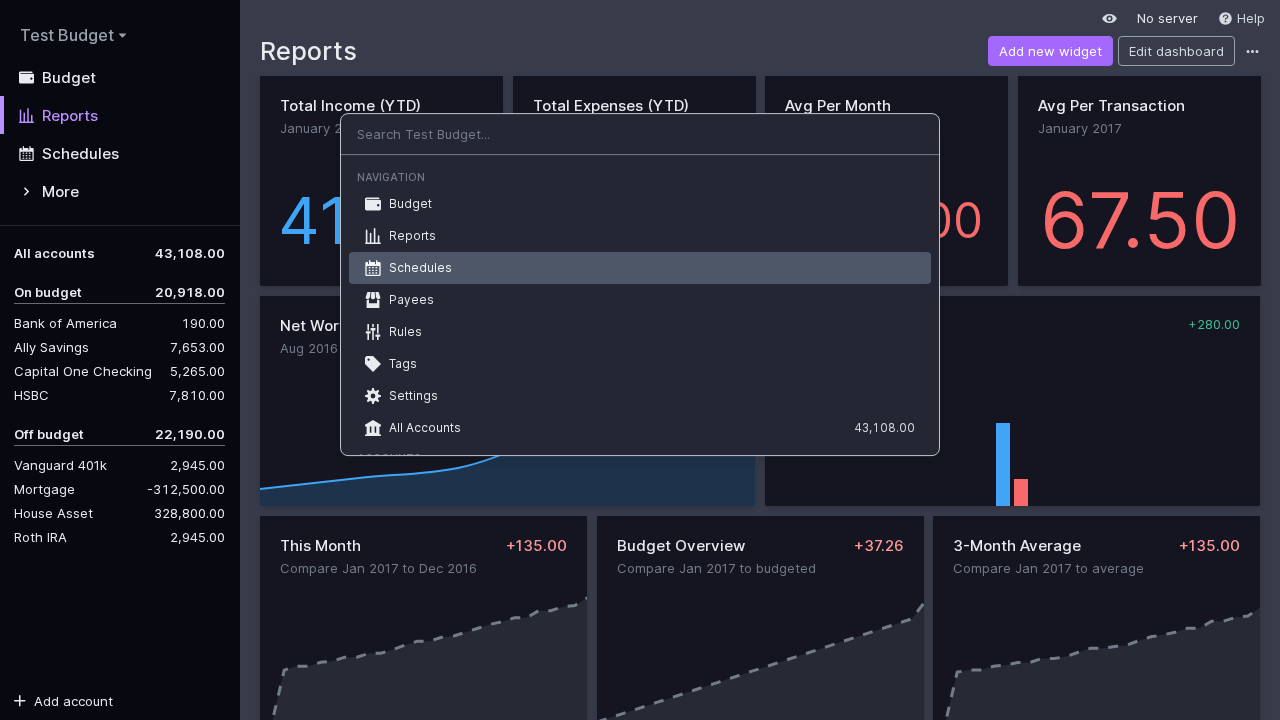 Test Budget
Budget
Reports
Schedules
More
All accounts 43,108.00
On budget 20,918.00
Bank of America 190.00
Ally Savings 7,653.00
Capital One Checking 5,265.00
HSBC 7,810.00
Off budget 22,190.00
Vanguard 401k 2,945.00
Mortgage -312,500.00
House Asset 328,800.00
Roth IRA 2,945.00
Add account
No server Help
Reports
Add new widget Edit dashboard
Total Income (YTD) Total Expenses (YTD) Avg Per Month Avg Per Transaction
January 2017
67.50
Search Test Budget...
NAVIGATION
Budget
Reports
Schedules
Payees
Rules
Tags
Settings
All Accounts 43,108.00
Aug 2016
+280.00
This Month +135.00
Compare Jan 2017 to Dec 2016
Budget Overview +37.26
Compare Jan 2017 to budgeted
3-Month Average +135.00
Compare Jan 2017 to average